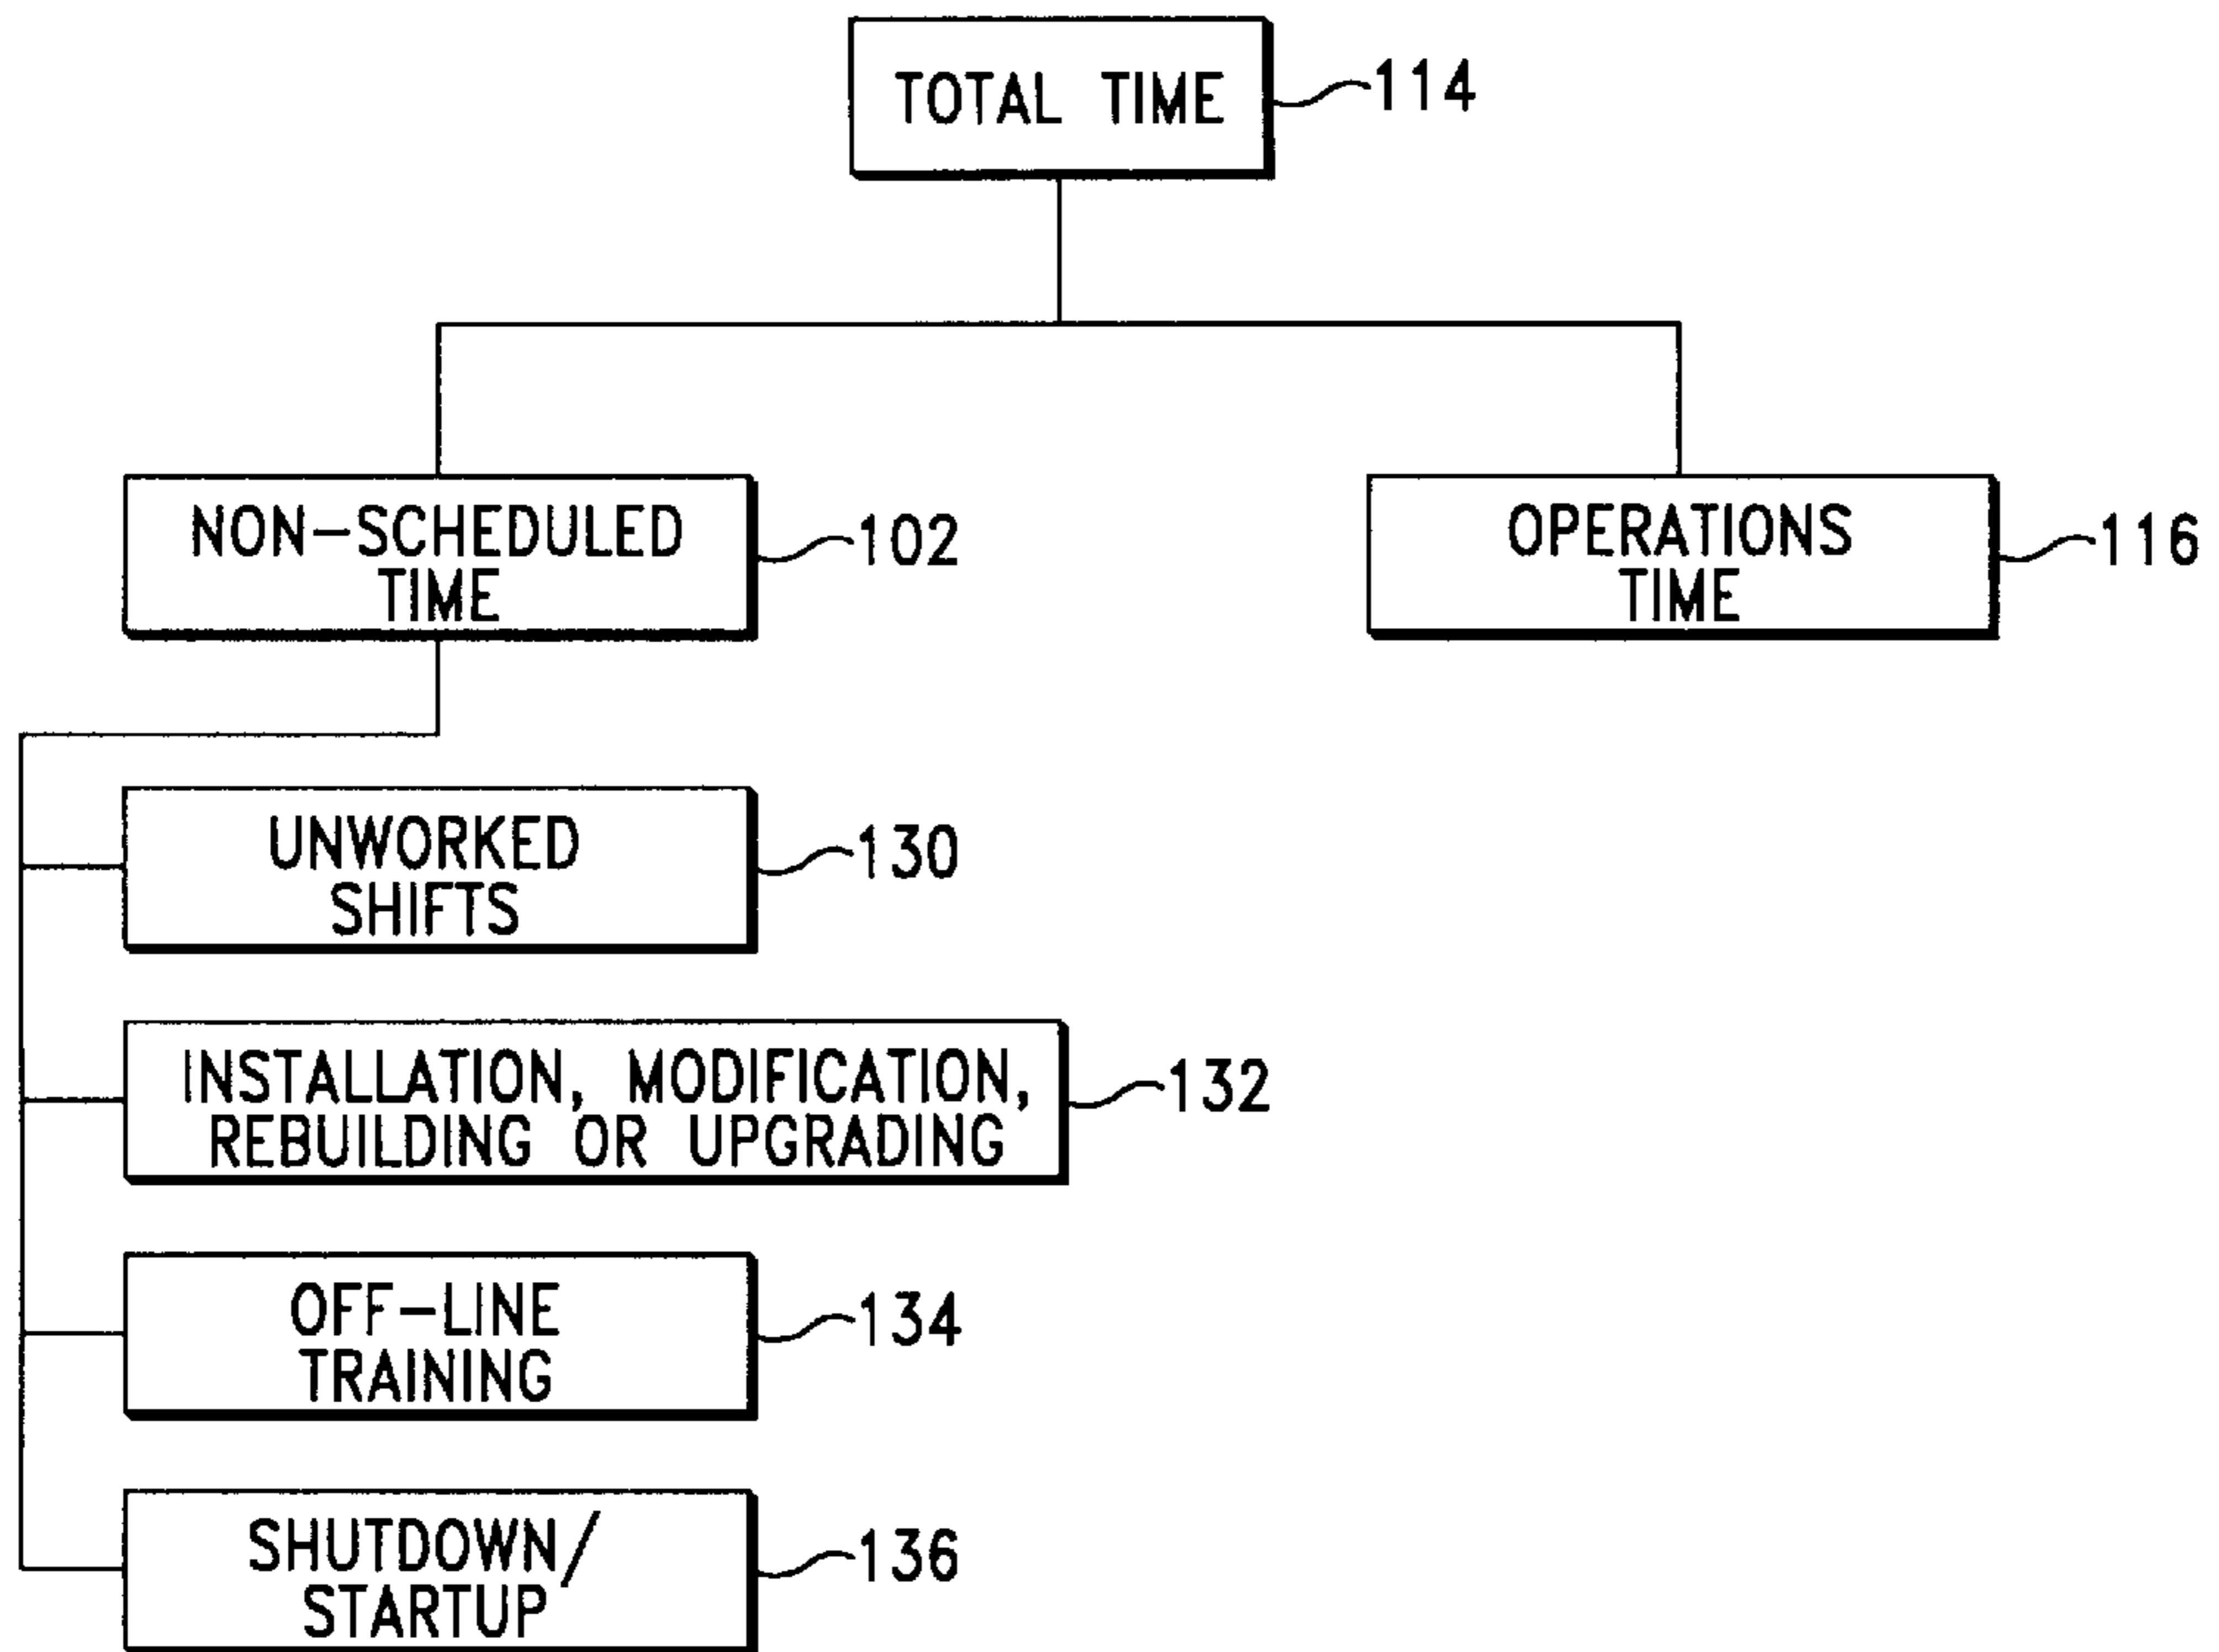 TOTAL TIME
114
NON-SCHEDULED
TIME
102
OPERATIONS
TIME
116
UNWORKED
SHIFTS
130
INSTALLATION, MODIFICATION,
REBUILDING OR UPGRADING
132
OFF-LINE
TRAINING
134
SHUTDOWN/
STARTUP
136